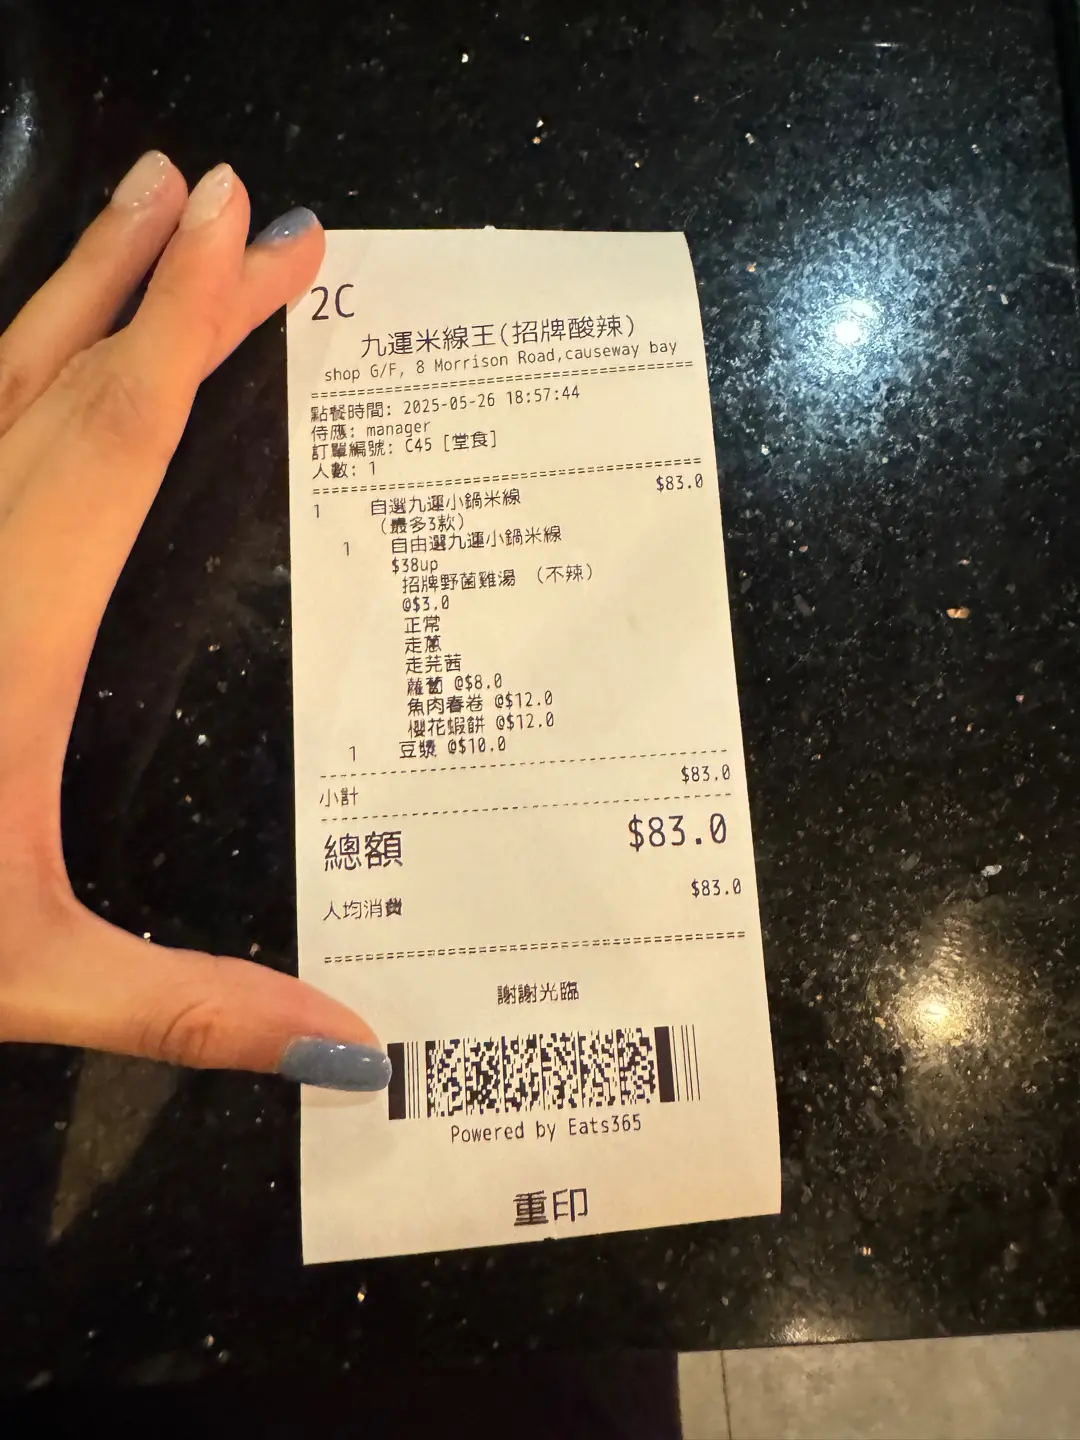 2C
九運米線王(招牌酸辣)
shop G/F, 8 Morrison Road,causeway bay
點餐時間: 2025-05-26 18:57:44
侍應: manager
訂單編號: C45 [堂食]
人數: 1
1 自選九運小鍋米線 $83.0
(最多3款)
1 自由選九運小鍋米線
$38up
招牌野菌雞湯 (不辣)
@$3.0
正常
走蔥
走芫茜
蘿蔔 @$8.0
魚肉春卷 @$12.0
櫻花蝦餅 @$12.0
1 豆漿 @$10.0
小計 $83.0
總額 $83.0
人均消費 $83.0
謝謝光臨
Powered by Eats365
重印